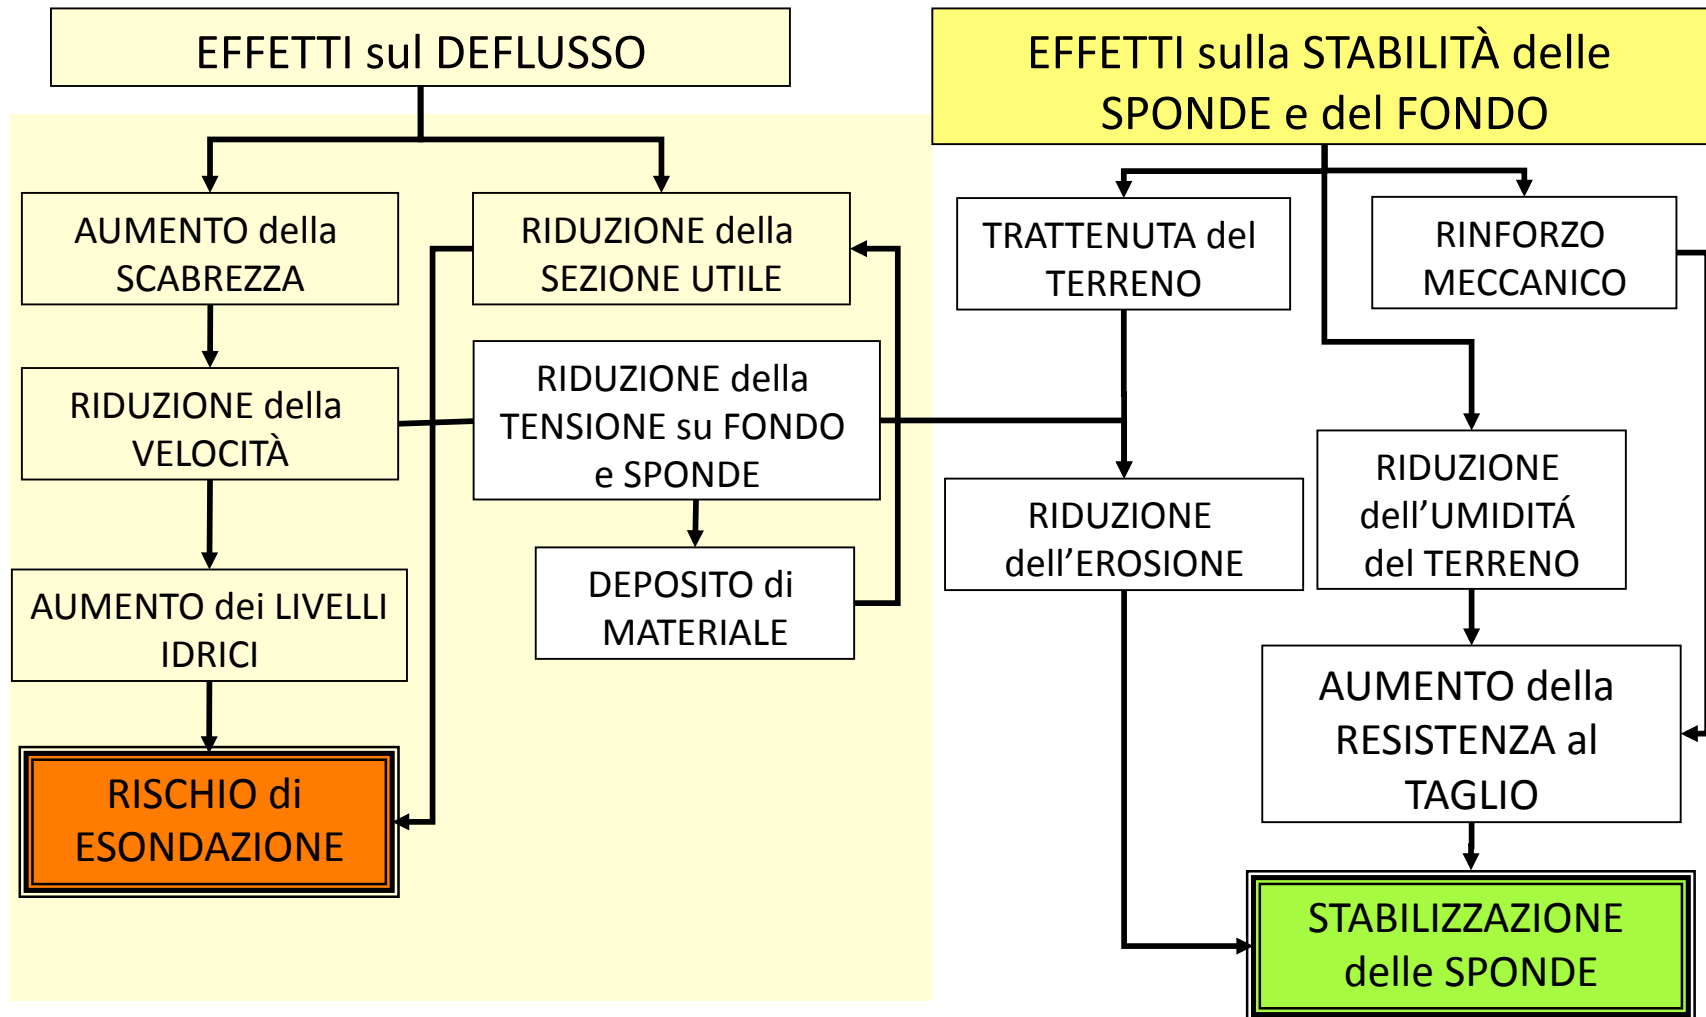 EFFETTI sul DEFLUSSO
EFFETTI sulla STABILITÀ delle
SPONDE e del FONDO
AUMENTO della
SCABREZZA
RIDUZIONE della
SEZIONE UTILE
TRATTENUTA del
TERRENO
RINFORZO
MECCANICO
RIDUZIONE della
VELOCITÀ
RIDUZIONE della
TENSIONE su FONDO
e SPONDE
RIDUZIONE
dell’EROSIONE
RIDUZIONE
dell’UMIDITÁ
del TERRENO
AUMENTO dei LIVELLI
IDRICI
DEPOSITO di
MATERIALE
AUMENTO della
RESISTENZA al
TAGLIO
RISCHIO di
ESONDAZIONE
STABILIZZAZIONE
delle SPONDE